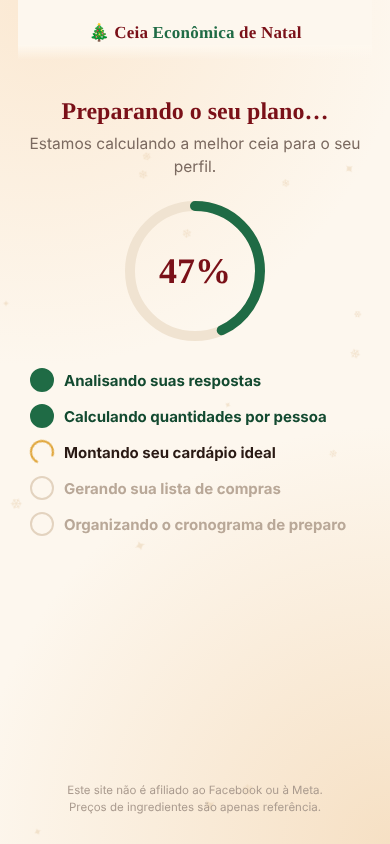 🎄 Ceia Econômica de Natal
Preparando o seu plano…
Estamos calculando a melhor ceia para o seu
perfil.
47%
Analisando suas respostas
Calculando quantidades por pessoa
Montando seu cardápio ideal
Gerando sua lista de compras
Organizando o cronograma de preparo
Este site não é afiliado ao Facebook ou à Meta.
Preços de ingredientes são apenas referência.